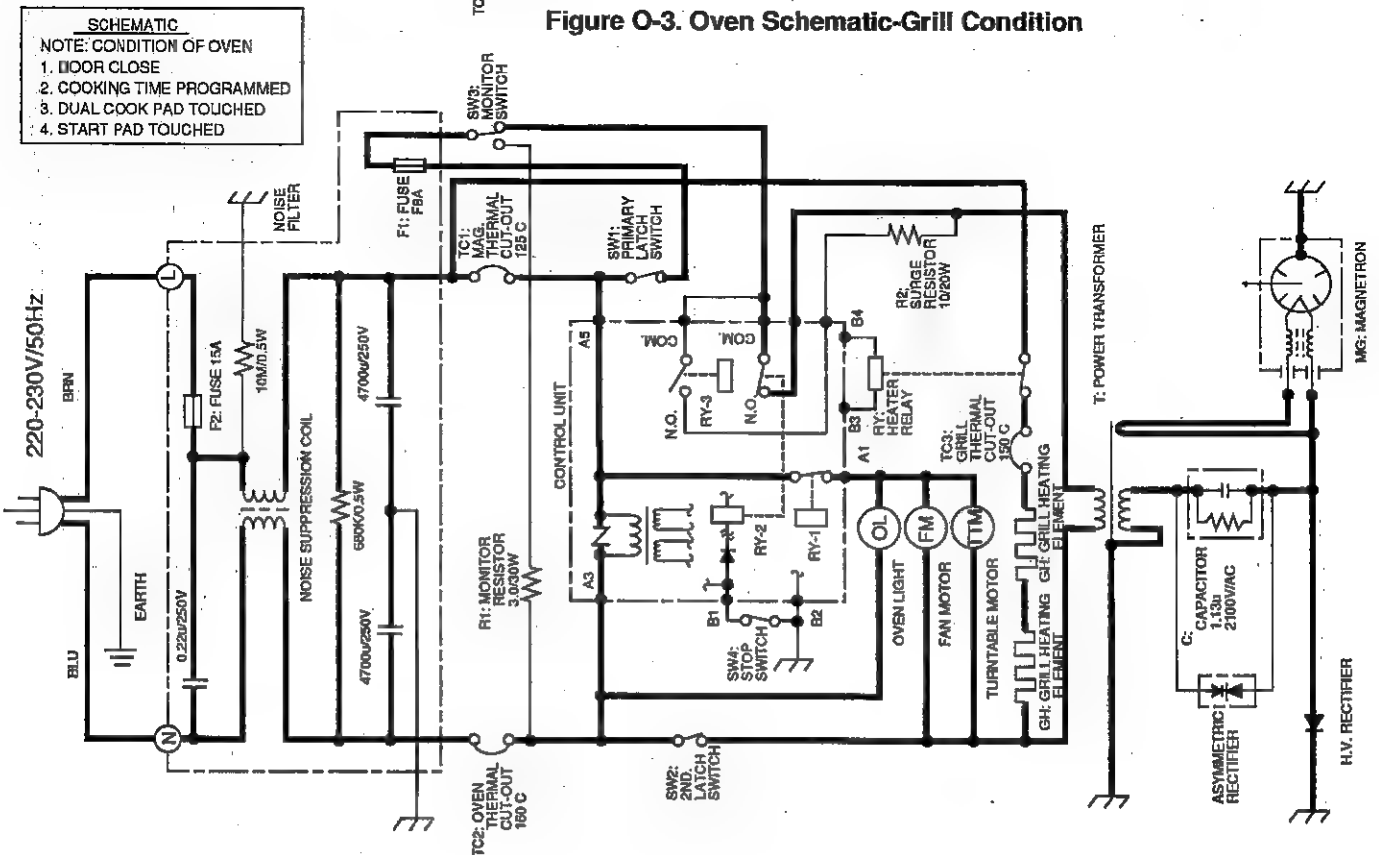 TC
Figure O-3. Oven Schematic-Grill Condition
SCHEMATIC
NOTE: CONDITION OF OVEN
1. DOOR CLOSE
2. COOKING TIME PROGRAMMED
3. DUAL COOK PAD TOUCHED
4. START PAD TOUCHED
220-230V/50Hz
BRN
BLU
EARTH
L
N
F2: FUSE 15A
10M/0.5W
NOISE
FILTER
0.22u/250V
NOISE SUPPRESSION COIL
680K/0.5W
4700u/250V
4700u/250V
F1: FUSE
F8A
SW3:
MONITOR
SWITCH
TC1:
MAG.
THERMAL
CUT-OUT
125 C
SW1:
PRIMARY
LATCH
SWITCH
R1: MONITOR
RESISTOR
3.0/30W
TC2: OVEN
THERMAL
CUT-OUT
160 C
CONTROL UNIT
A5
A3
COM.
COM.
N.O.
RY-3
N.O.
RY-2
RY-1
B1
B2
SW4:
STOP
SWITCH
SW2:
2ND.
LATCH
SWITCH
B4
B3
A1
RY:
HEATER
RELAY
R2:
SURGE
RESISTOR
10/20W
OL
FM
TTM
OVEN LIGHT
FAN MOTOR
TURNTABLE MOTOR
TC3:
GRILL
THERMAL
CUT-OUT
150 C
GH: GRILL HEATING
ELEMENT
GH: GRILL HEATING
ELEMENT
T: POWER TRANSFORMER
C:
CAPACITOR
1.13u
2100V/AC
ASYMMETRIC
RECTIFIER
H.V. RECTIFIER
MG: MAGNETRON